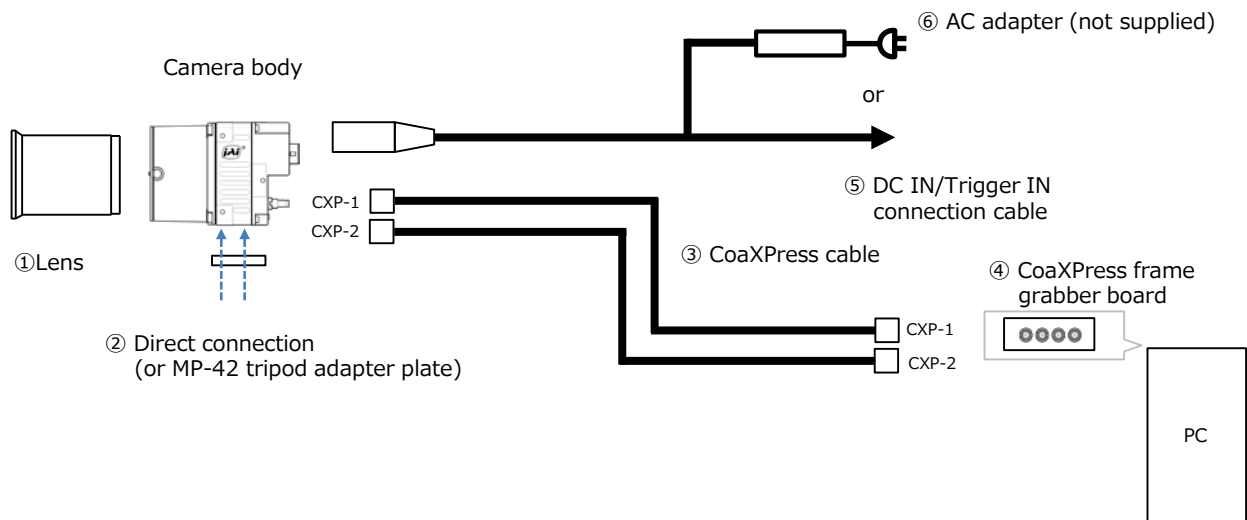 ⑥ AC adapter (not supplied)
Camera body
or
jAi
⑤ DC IN/Trigger IN
connection cable
CXP-1
CXP-2
①Lens
③ CoaXPress cable
④ CoaXPress frame
grabber board
② Direct connection
(or MP-42 tripod adapter plate)
CXP-1
CXP-2
PC